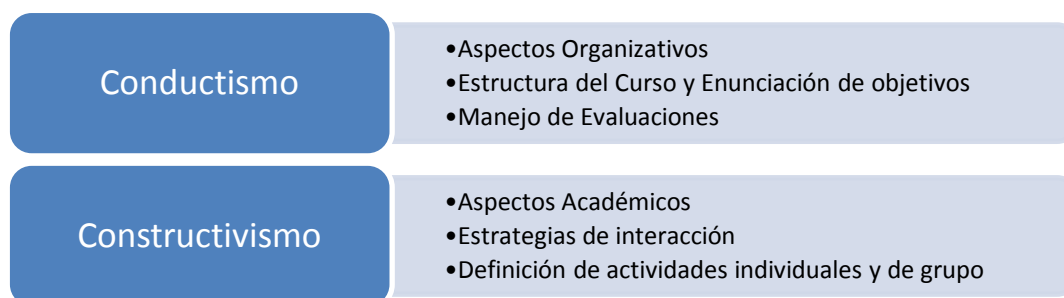 Conductismo
•Aspectos Organizativos
•Estructura del Curso y Enunciación de objetivos
•Manejo de Evaluaciones
Constructivismo
•Aspectos Académicos
•Estrategias de interacción
•Definición de actividades individuales y de grupo